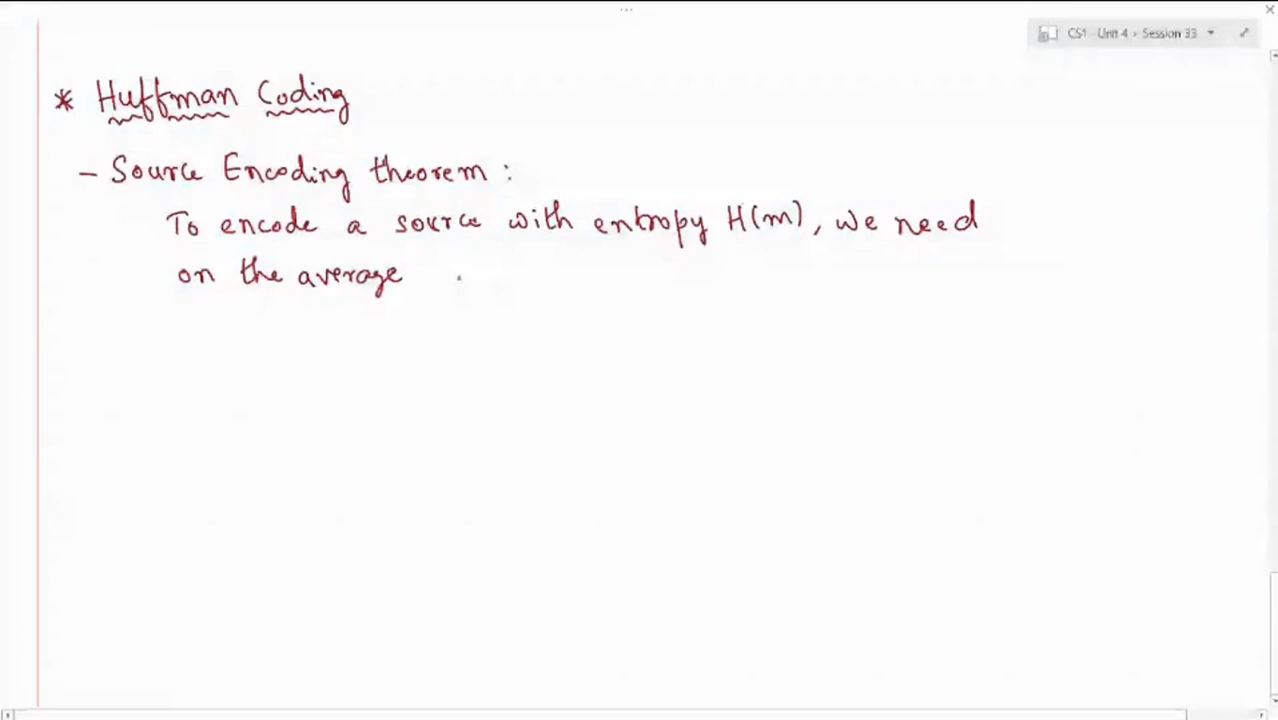 CS1 - Unit 4 > Session 33
* Huffman Coding
- Source Encoding theorem :
To encode a source with entropy H(m), we need
on the average